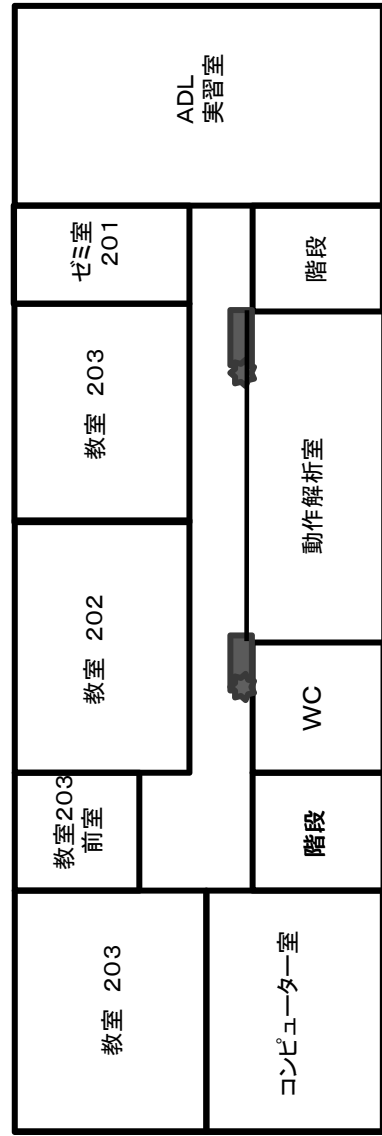 ADL
実習室
ゼミ室
201
階段
教室 203
動作解析室
教室 202
WC
教室203
前室
階段
教室 203
コンピューター室